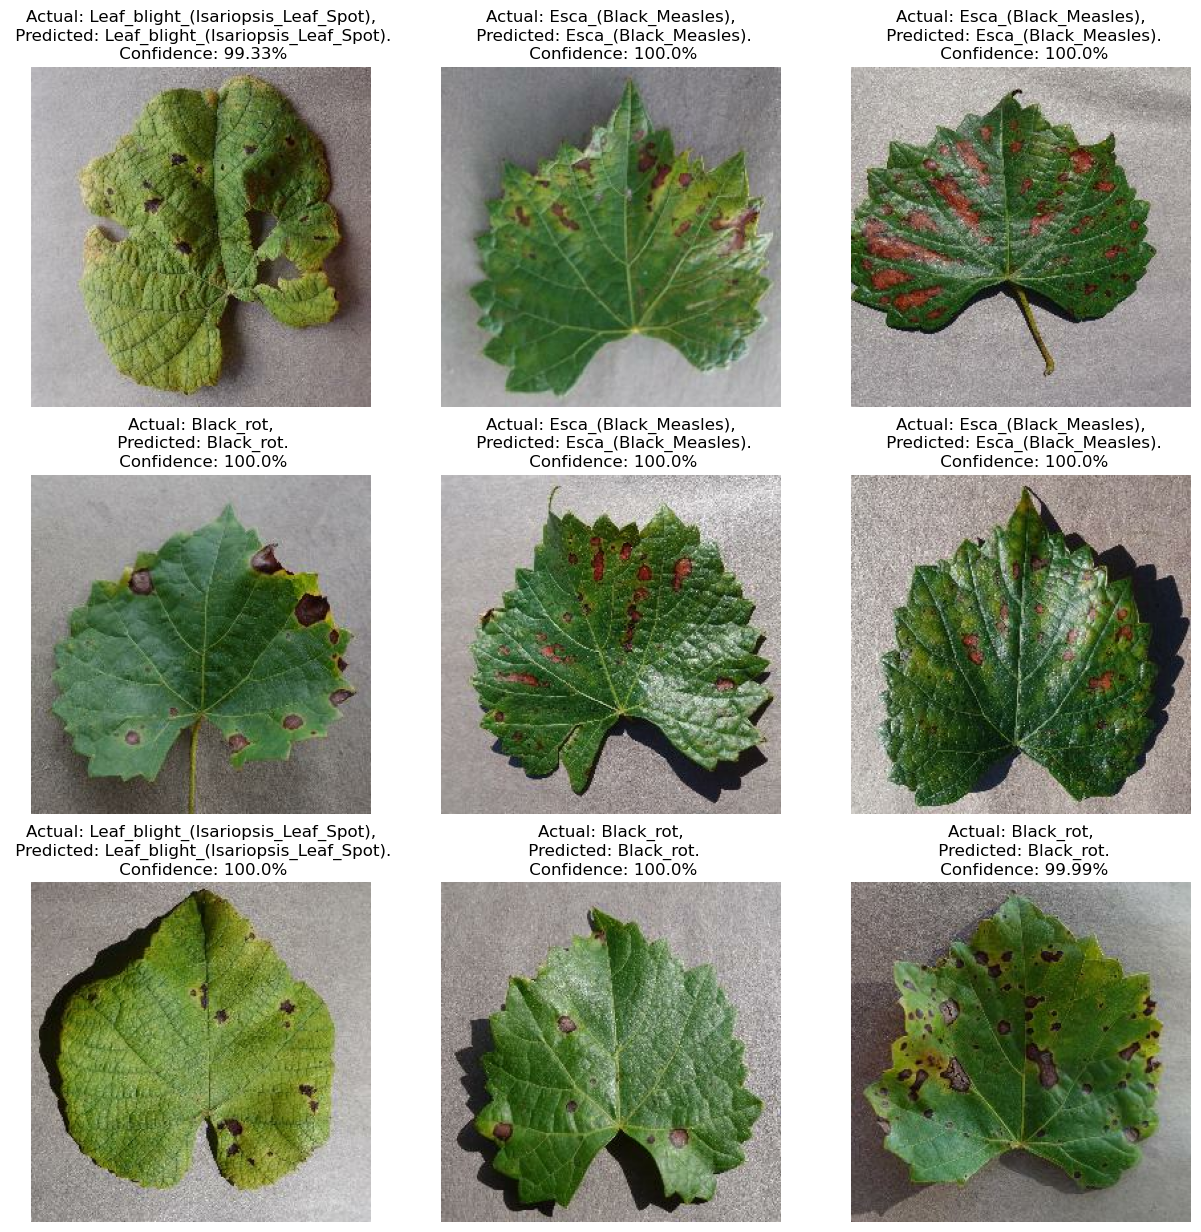 Actual: Leaf_blight_(Isariopsis_Leaf_Spot),
Predicted: Leaf_blight_(Isariopsis_Leaf_Spot).
Confidence: 99.33%
Actual: Esca_(Black_Measles),
Predicted: Esca_(Black_Measles).
Confidence: 100.0%
Actual: Esca_(Black_Measles),
Predicted: Esca_(Black_Measles).
Confidence: 100.0%
Actual: Black_rot,
Predicted: Black_rot.
Confidence: 100.0%
Actual: Esca_(Black_Measles),
Predicted: Esca_(Black_Measles).
Confidence: 100.0%
Actual: Esca_(Black_Measles),
Predicted: Esca_(Black_Measles).
Confidence: 100.0%
Actual: Leaf_blight_(Isariopsis_Leaf_Spot),
Predicted: Leaf_blight_(Isariopsis_Leaf_Spot).
Confidence: 100.0%
Actual: Black_rot,
Predicted: Black_rot.
Confidence: 100.0%
Actual: Black_rot,
Predicted: Black_rot.
Confidence: 99.99%